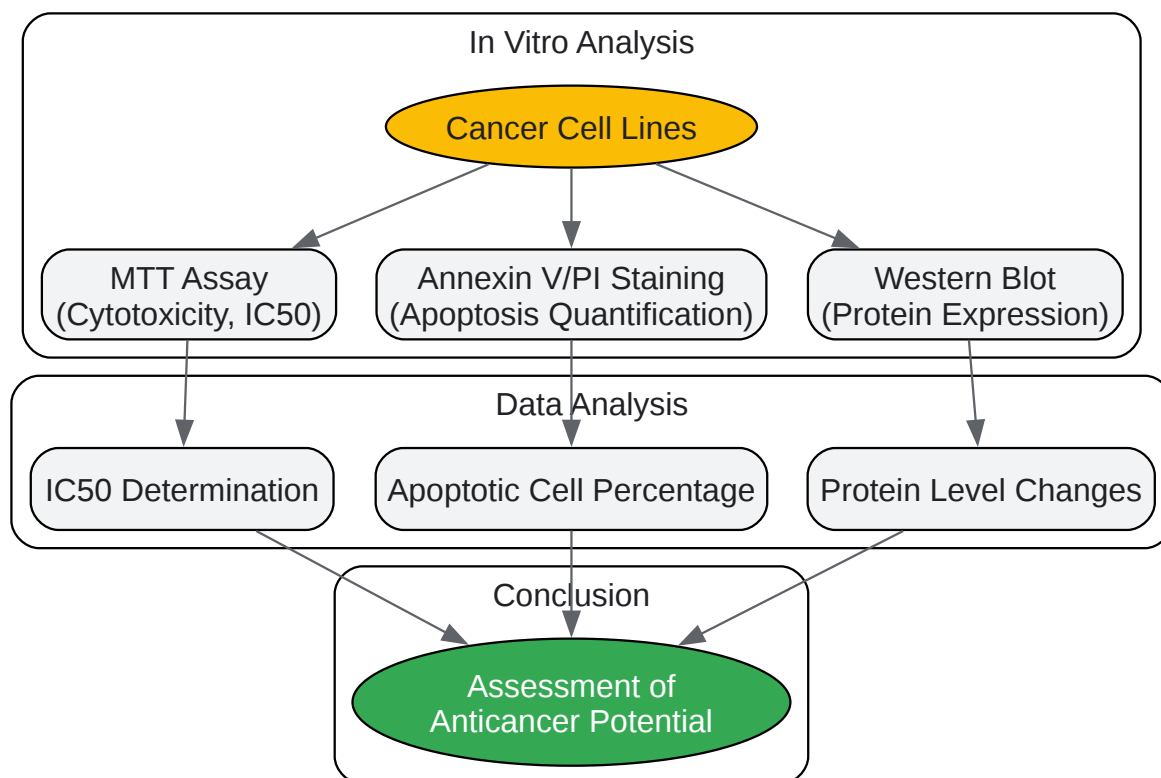 In Vitro Analysis
Cancer Cell Lines
MTT Assay
(Cytotoxicity, IC50)
Annexin V/PI Staining
(Apoptosis Quantification)
Western Blot
(Protein Expression)
Data Analysis
IC50 Determination
Apoptotic Cell Percentage
Protein Level Changes
Conclusion
Assessment of
Anticancer Potential